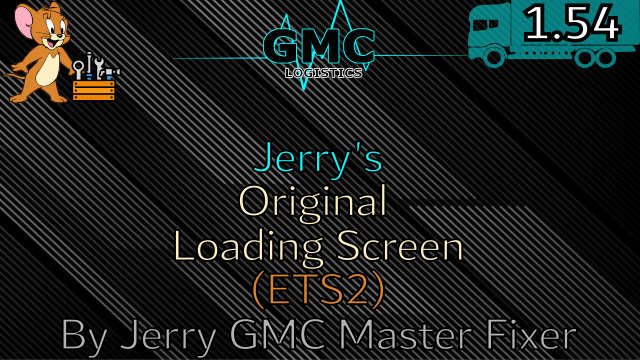 GMC
LOGISTICS
1.54
Jerry's
Original
Loading Screen
(ETS2)
By Jerry GMC Master Fixer